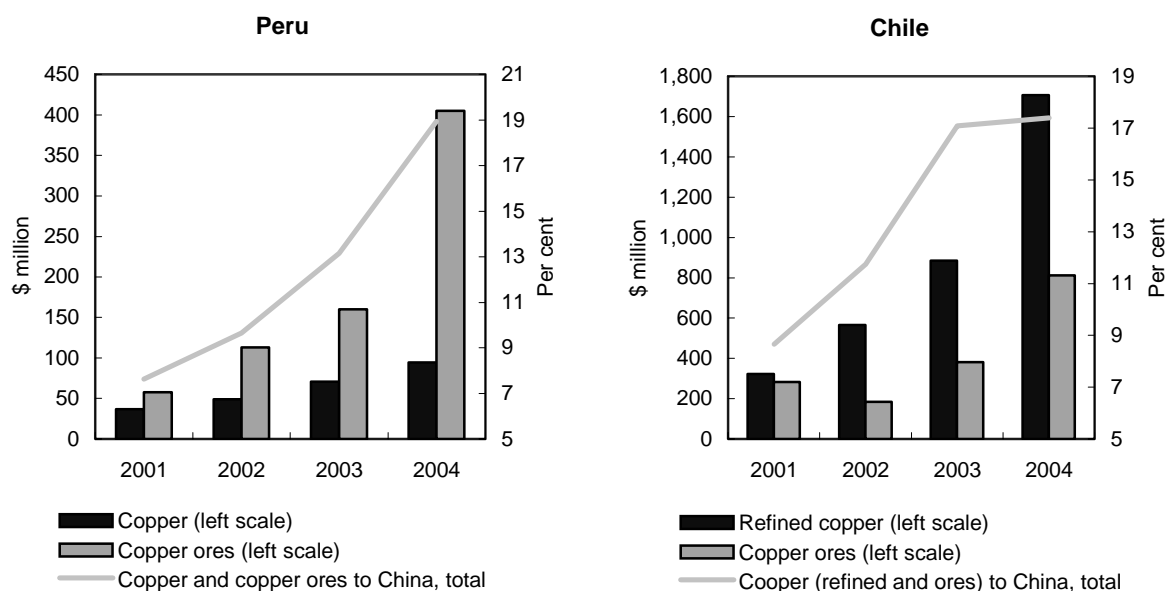 Peru
450
400
350
300
250
200
150
100
50
0
$ million
21
19
17
15
13
11
9
7
5
Per cent
2001 2002 2003 2004
Copper (left scale)
Copper ores (left scale)
Copper and copper ores to China, total
Chile
1,800
1,600
1,400
1,200
1,000
800
600
400
200
0
$ million
19
17
15
13
11
9
7
5
Per cent
2001 2002 2003 2004
Refined copper (left scale)
Copper ores (left scale)
Cooper (refined and ores) to China, total